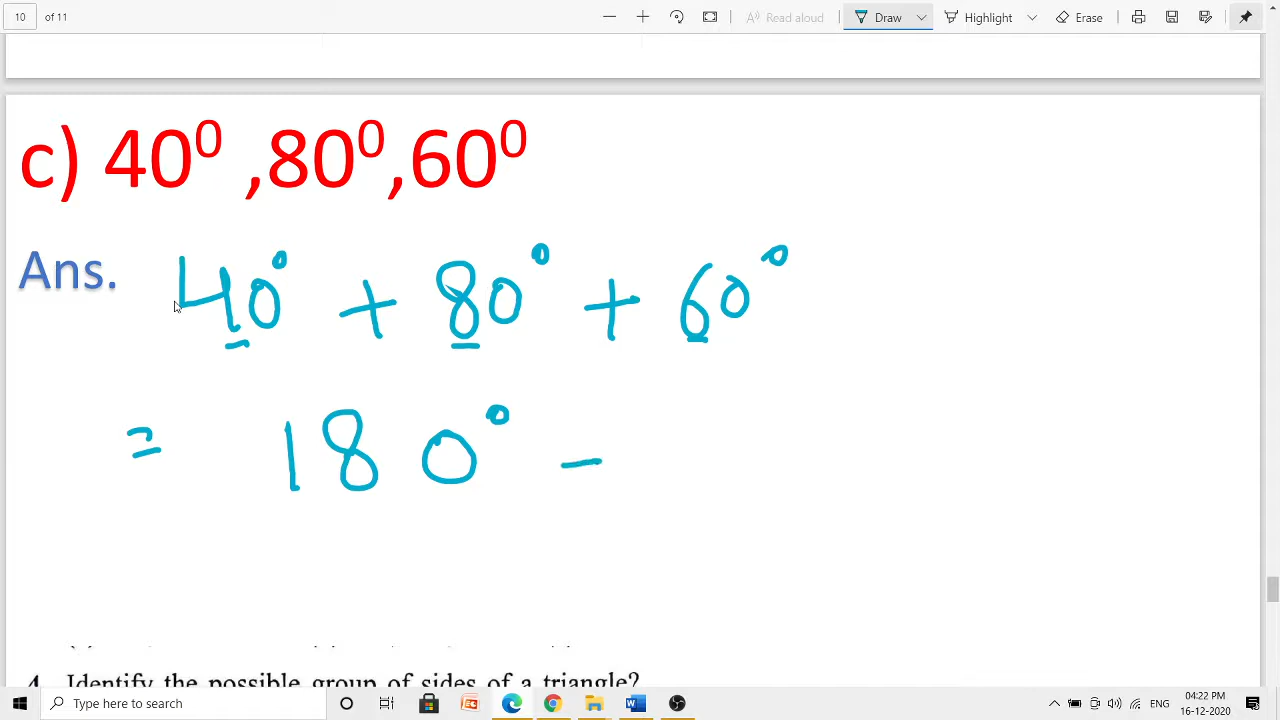 10 of 11 Read aloud Draw Highlight Erase
c) 40⁰ ,80⁰,60⁰
Ans. 40° + 80° + 60°
= 180° -
4. Identify the possible group of sides of a triangle?
Type here to search
ENG
04:22 PM
16-12-2020